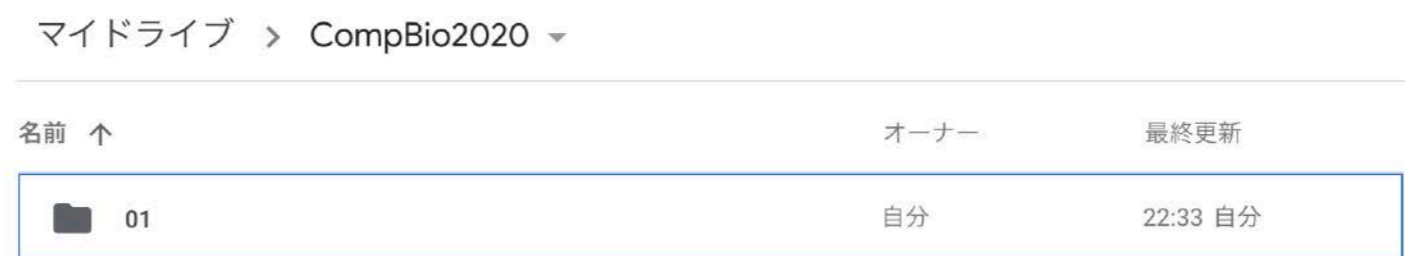 マイドライブ > CompBio2020
名前 ↑ オーナー 最終更新
01 自分 22:33 自分